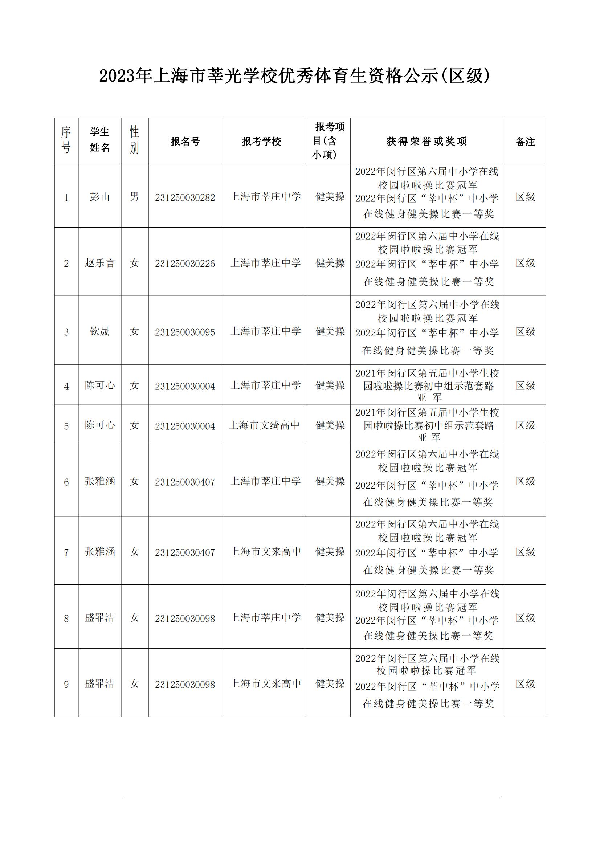 2023年上海市莘光学校优秀体育生资格公示(区级)
序号 学生姓名 性别 报名号 报考学校 报考项目(含小项) 获得荣誉或奖项 备注
1 彭山 男 231250030282 上海市莘庄中学 健美操 2022年闵行区第六届中小学在线
校园啦啦操比赛冠军
2022年闵行区“莘中杯”中小学
在线健身健美操比赛一等奖 区级
2 赵乐言 女 231250030226 上海市莘庄中学 健美操 2022年闵行区第六届中小学在线
校园啦啦操比赛冠军
2022年闵行区“莘中杯”中小学
在线健身健美操比赛一等奖 区级
3 女 231250030095 上海市莘庄中学 健美操 2022年闵行区第六届中小学在线
校园啦啦操比赛冠军
2022年闵行区“莘中杯”中小学
在线健身健美操比赛一等奖 区级
4 陈可心 女 231250030004 上海市莘庄中学 健美操 2021年闵行区第五届中小学生校
园啦啦操比赛初中组示范套路
亚 军 区级
5 陈可心 女 231250030004 上海市文绮高中 健美操 2021年闵行区第五届中小学生校
园啦啦操比赛初中组示范套路
亚 军 区级
6 张雅涵 女 231250030407 上海市莘庄中学 健美操 2022年闵行区第六届中小学在线
校园啦啦操比赛冠军
2022年闵行区“莘中杯”中小学
在线健身健美操比赛一等奖 区级
7 张雅涵 女 231250030407 上海市文来高中 健美操 2022年闵行区第六届中小学在线
校园啦啦操比赛冠军
2022年闵行区“莘中杯”中小学
在线健身健美操比赛一等奖 区级
8 盛 洁 女 231250030098 上海市莘庄中学 健美操 2022年闵行区第六届中小学在线
校园啦啦操比赛冠军
2022年闵行区“莘中杯”中小学
在线健身健美操比赛一等奖 区级
9 盛 洁 女 231250030098 上海市文来高中 健美操 2022年闵行区第六届中小学在线
校园啦啦操比赛冠军
2022年闵行区“莘中杯”中小学
在线健身健美操比赛一等奖 区级